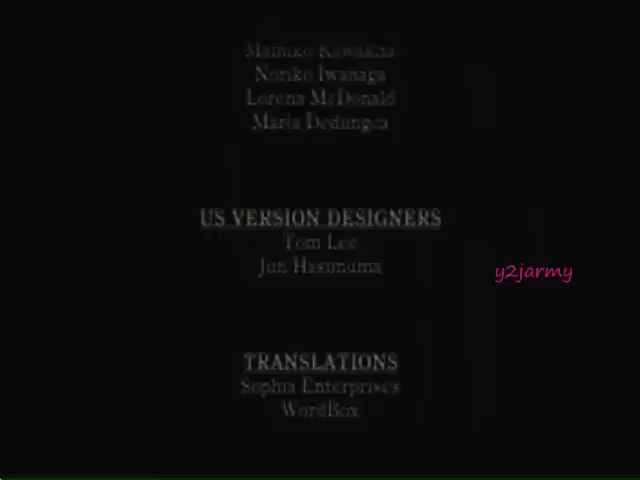 Mamiko Kawakita
Noriko Iwanaga
Lorena McDonald
Maria
US VERSION DESIGNERS
Tom Lee
Jun Hasunuma
y2jarmy
TRANSLATIONS
Sophia Enterprises
WordBox